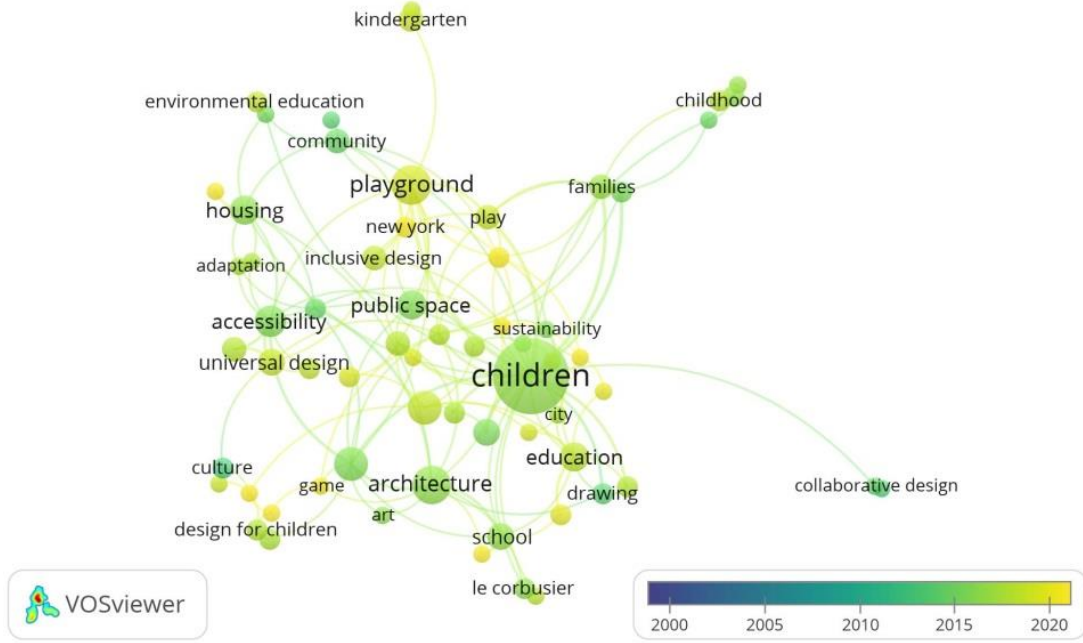 kindergarten
environmental education
childhood
community
playground
families
housing
new york
play
adaptation
inclusive design
public space
accessibility
sustainability
universal design
children
city
culture
education
game
architecture
drawing
collaborative design
art
design for children
school
le corbusier
VOSviewer
2000 2005 2010 2015 2020